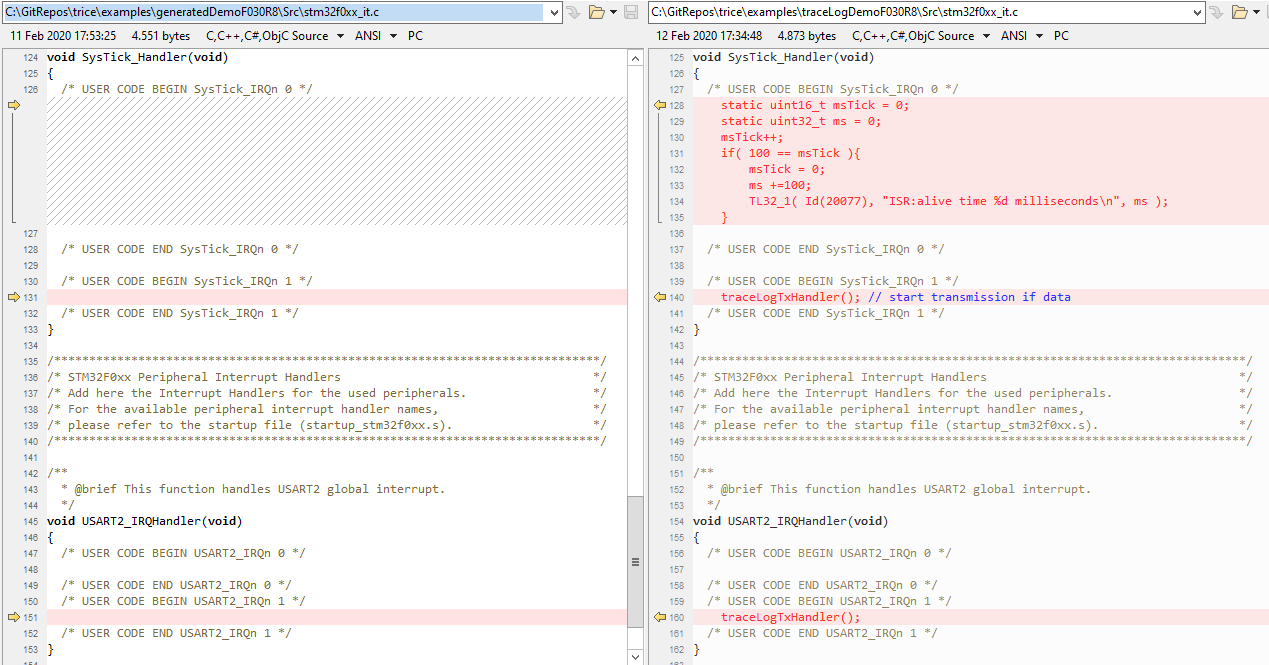 C:\GitRepos\trice\examples\generatedDemoF030R8\Src\stm32f0xx_it.c
11 Feb 2020 17:53:25 4.551 bytes C,C++,C#,ObjC Source ANSI PC
124 void SysTick_Handler(void)
125 {
126 /* USER CODE BEGIN SysTick_IRQn 0 */
127
128 /* USER CODE END SysTick_IRQn 0 */
129
130 /* USER CODE BEGIN SysTick_IRQn 1 */
131
132 /* USER CODE END SysTick_IRQn 1 */
133 }
134
135 /******************************************************************************/
136 /* STM32F0xx Peripheral Interrupt Handlers */
137 /* Add here the Interrupt Handlers for the used peripherals. */
138 /* For the available peripheral interrupt handler names, */
139 /* please refer to the startup file (startup_stm32f0xx.s). */
140 /******************************************************************************/
141
142 /**
143 * @brief This function handles USART2 global interrupt.
144 */
145 void USART2_IRQHandler(void)
146 {
147 /* USER CODE BEGIN USART2_IRQn 0 */
148
149 /* USER CODE END USART2_IRQn 0 */
150 /* USER CODE BEGIN USART2_IRQn 1 */
151
152 /* USER CODE END USART2_IRQn 1 */
153 }
C:\GitRepos\trice\examples\traceLogDemoF030R8\Src\stm32f0xx_it.c
12 Feb 2020 17:34:48 4.873 bytes C,C++,C#,ObjC Source ANSI PC
125 void SysTick_Handler(void)
126 {
127 /* USER CODE BEGIN SysTick_IRQn 0 */
128 static uint16_t msTick = 0;
129 static uint32_t ms = 0;
130 msTick++;
131 if( 100 == msTick ){
132 msTick = 0;
133 ms +=100;
134 TL32_1( Id(20077), "ISR:alive time %d milliseconds\n", ms );
135 }
136
137 /* USER CODE END SysTick_IRQn 0 */
138
139 /* USER CODE BEGIN SysTick_IRQn 1 */
140 traceLogTxHandler(); // start transmission if data
141 /* USER CODE END SysTick_IRQn 1 */
142 }
143
144 /******************************************************************************/
145 /* STM32F0xx Peripheral Interrupt Handlers */
146 /* Add here the Interrupt Handlers for the used peripherals. */
147 /* For the available peripheral interrupt handler names, */
148 /* please refer to the startup file (startup_stm32f0xx.s). */
149 /******************************************************************************/
150
151 /**
152 * @brief This function handles USART2 global interrupt.
153 */
154 void USART2_IRQHandler(void)
155 {
156 /* USER CODE BEGIN USART2_IRQn 0 */
157
158 /* USER CODE END USART2_IRQn 0 */
159 /* USER CODE BEGIN USART2_IRQn 1 */
160 traceLogTxHandler();
161 /* USER CODE END USART2_IRQn 1 */
162 }